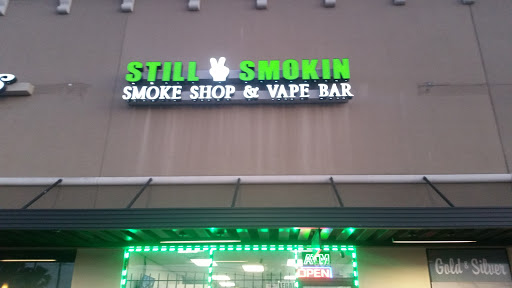 STILL SMOKIN
SMOKE SHOP & VAPE BAR
ATM
OPEN
Gold & Silver